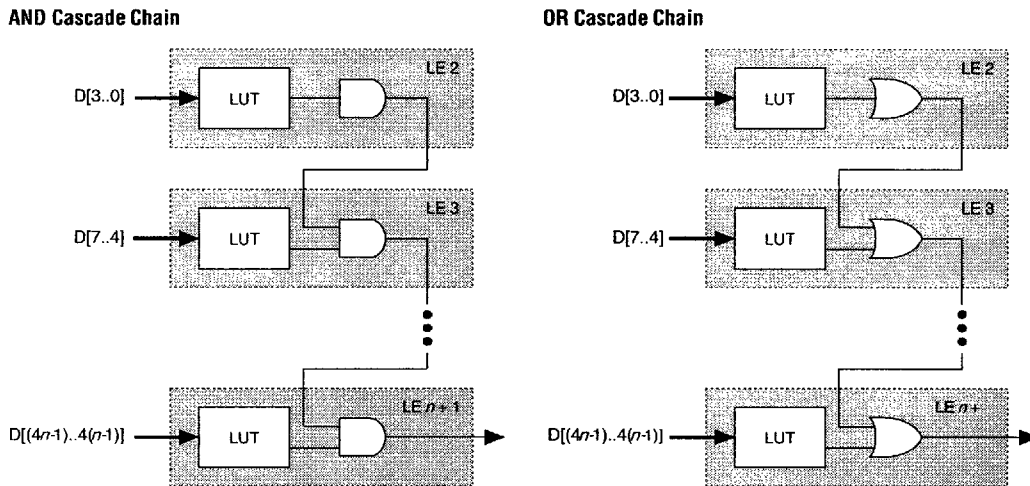 AND Cascade Chain
LE 2
D[3..0]
LUT
LE 3
D[7..4]
LUT
LE n + 1
D[(4n-1)..4(n-1)]
LUT
OR Cascade Chain
LE 2
D[3..0]
LUT
LE 3
D[7..4]
LUT
LE n +
D[(4n-1)..4(n-1)]
LUT